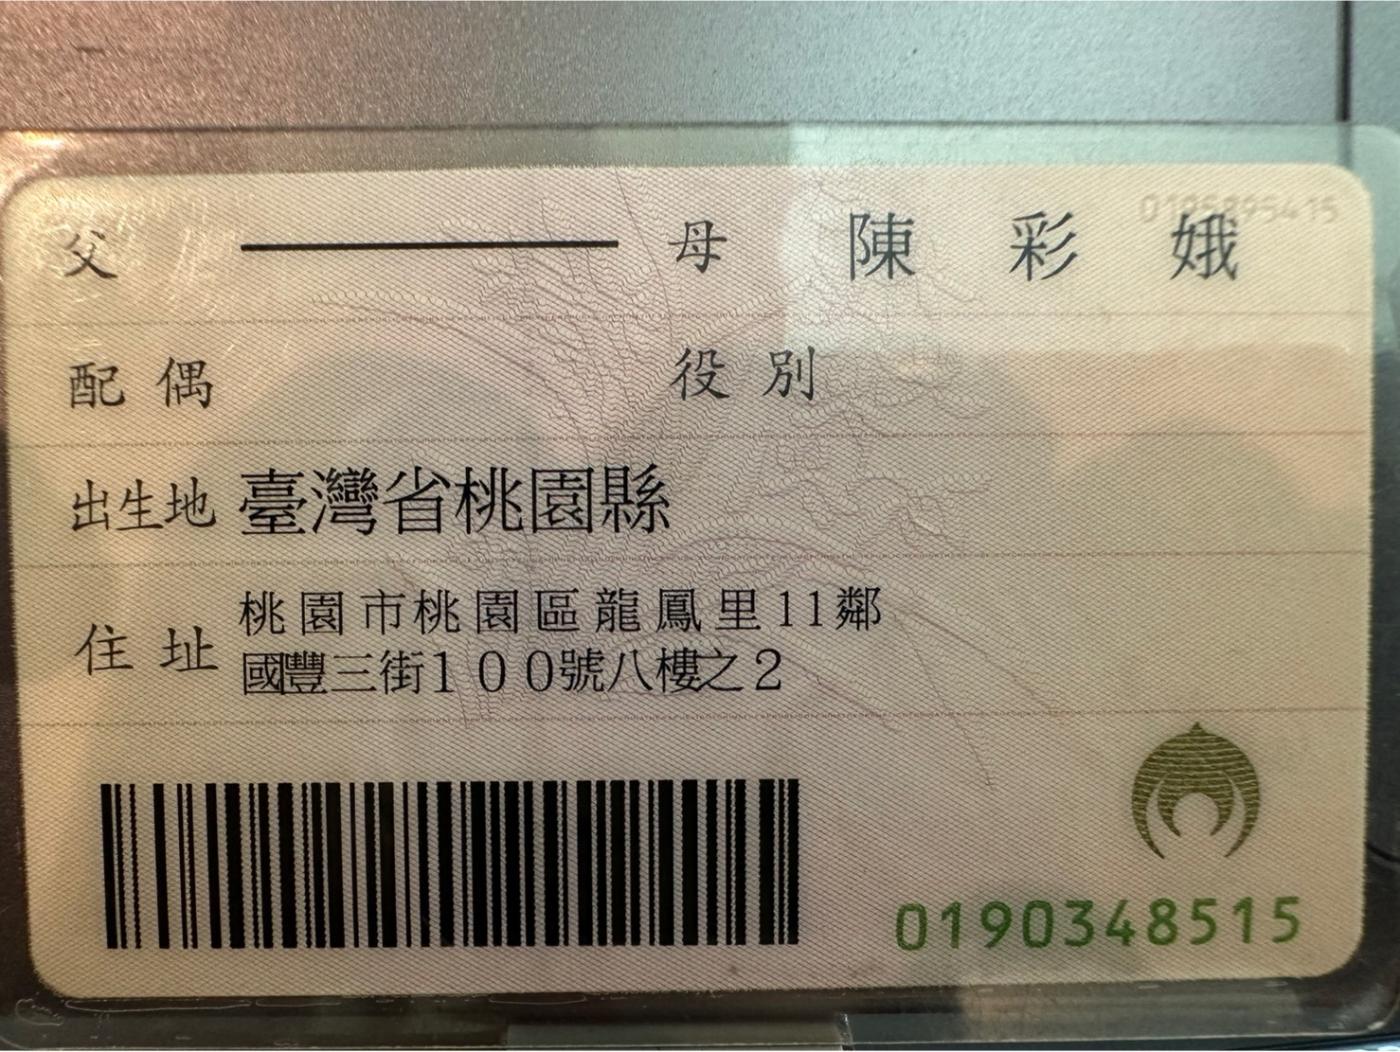 父 母 陳彩娥
配偶 役別
出生地 臺灣省桃園縣
住址 桃園市桃園區龍鳳里11鄰
國豐三街100號八樓之2
0190348515